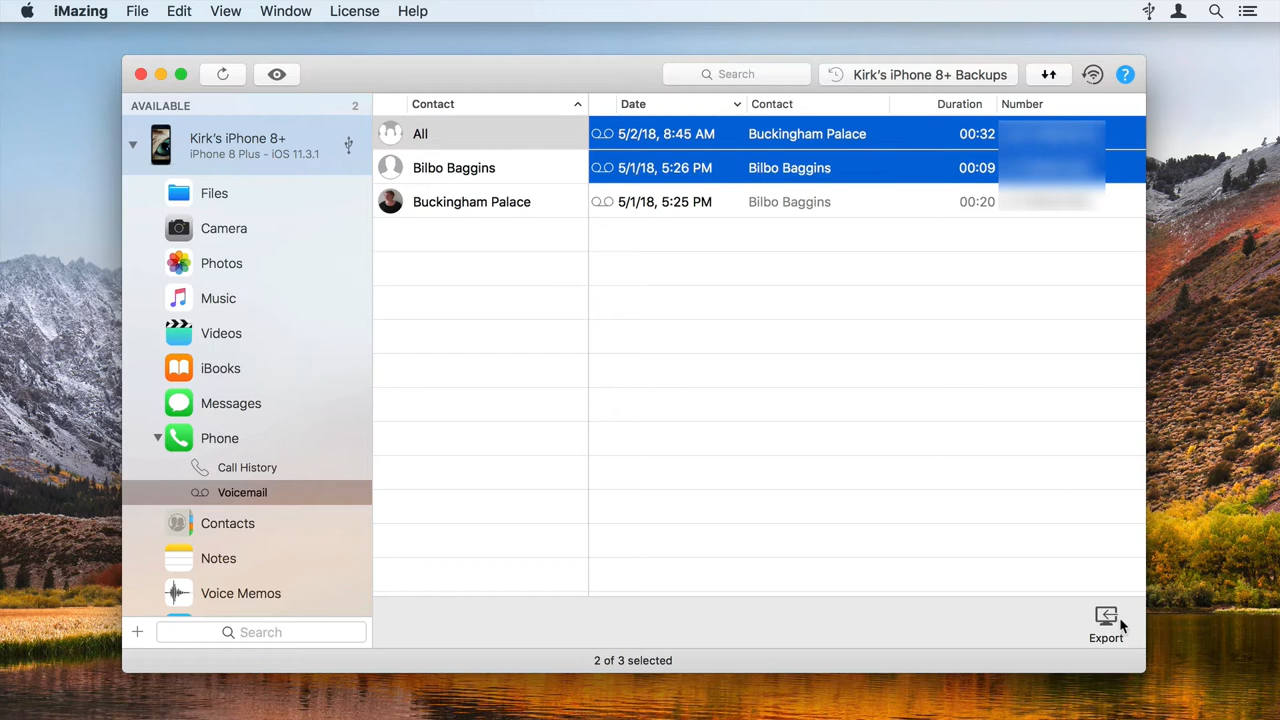 iMazing File Edit View Window License Help
Search Kirk's iPhone 8+ Backups ?
AVAILABLE 2
Kirk's iPhone 8+
iPhone 8 Plus - iOS 11.3.1
Files
Camera
Photos
Music
Videos
iBooks
Messages
Phone
Call History
Voicemail
Contacts
Notes
Voice Memos
Search
Contact
All
Bilbo Baggins
Buckingham Palace
Date Contact Duration Number
5/2/18, 8:45 AM Buckingham Palace 00:32
5/1/18, 5:26 PM Bilbo Baggins 00:09
5/1/18, 5:25 PM Bilbo Baggins 00:20
Export
2 of 3 selected